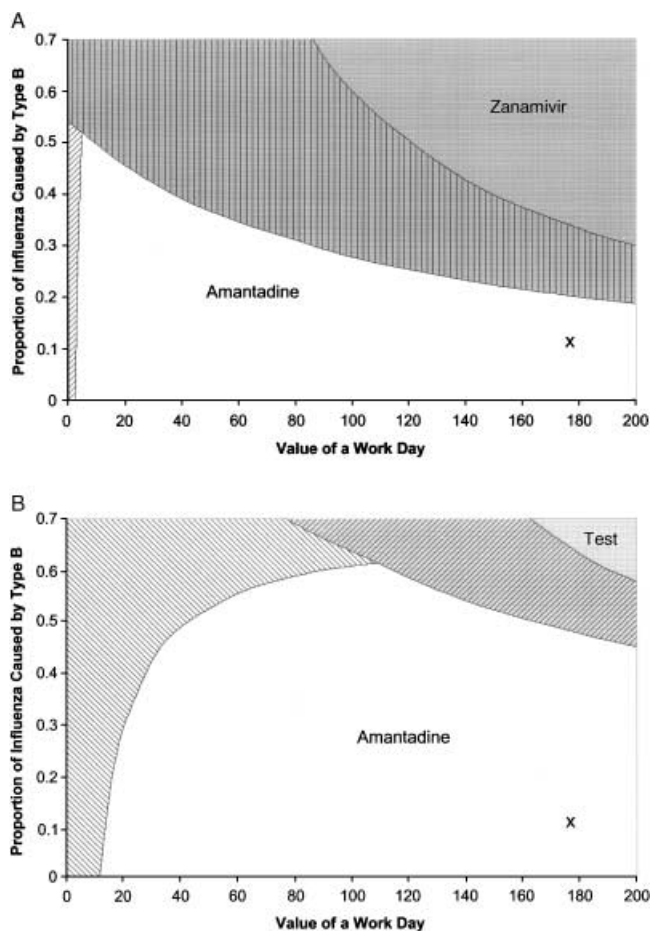 A
0.7
0.6
0.5
0.4
0.3
0.2
0.1
0
Proportion of Influenza Caused by Type B
Zanamivir
Amantadine
x
0 20 40 60 80 100 120 140 160 180 200
Value of a Work Day
B
0.7
0.6
0.5
0.4
0.3
0.2
0.1
0
Proportion of Influenza Caused by Type B
Test
Amantadine
x
0 20 40 60 80 100 120 140 160 180 200
Value of a Work Day